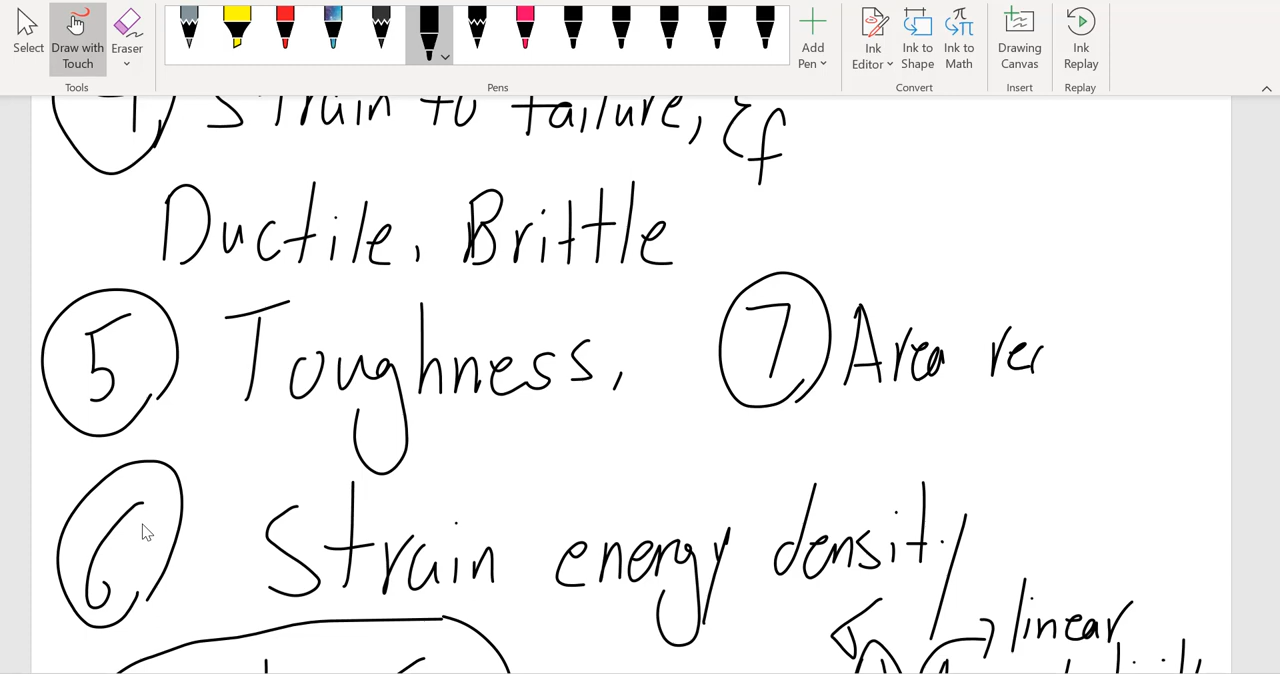 Select
Draw with Touch
Eraser
Add Pen
Ink Editor
Ink to Shape
Ink to Math
Drawing Canvas
Ink Replay
Tools
Pens
Convert
Insert
Replay
4, Strain to failure, εf
Ductile, Brittle
5, Toughness, 7, Area rec
6, Strain energy density
linear